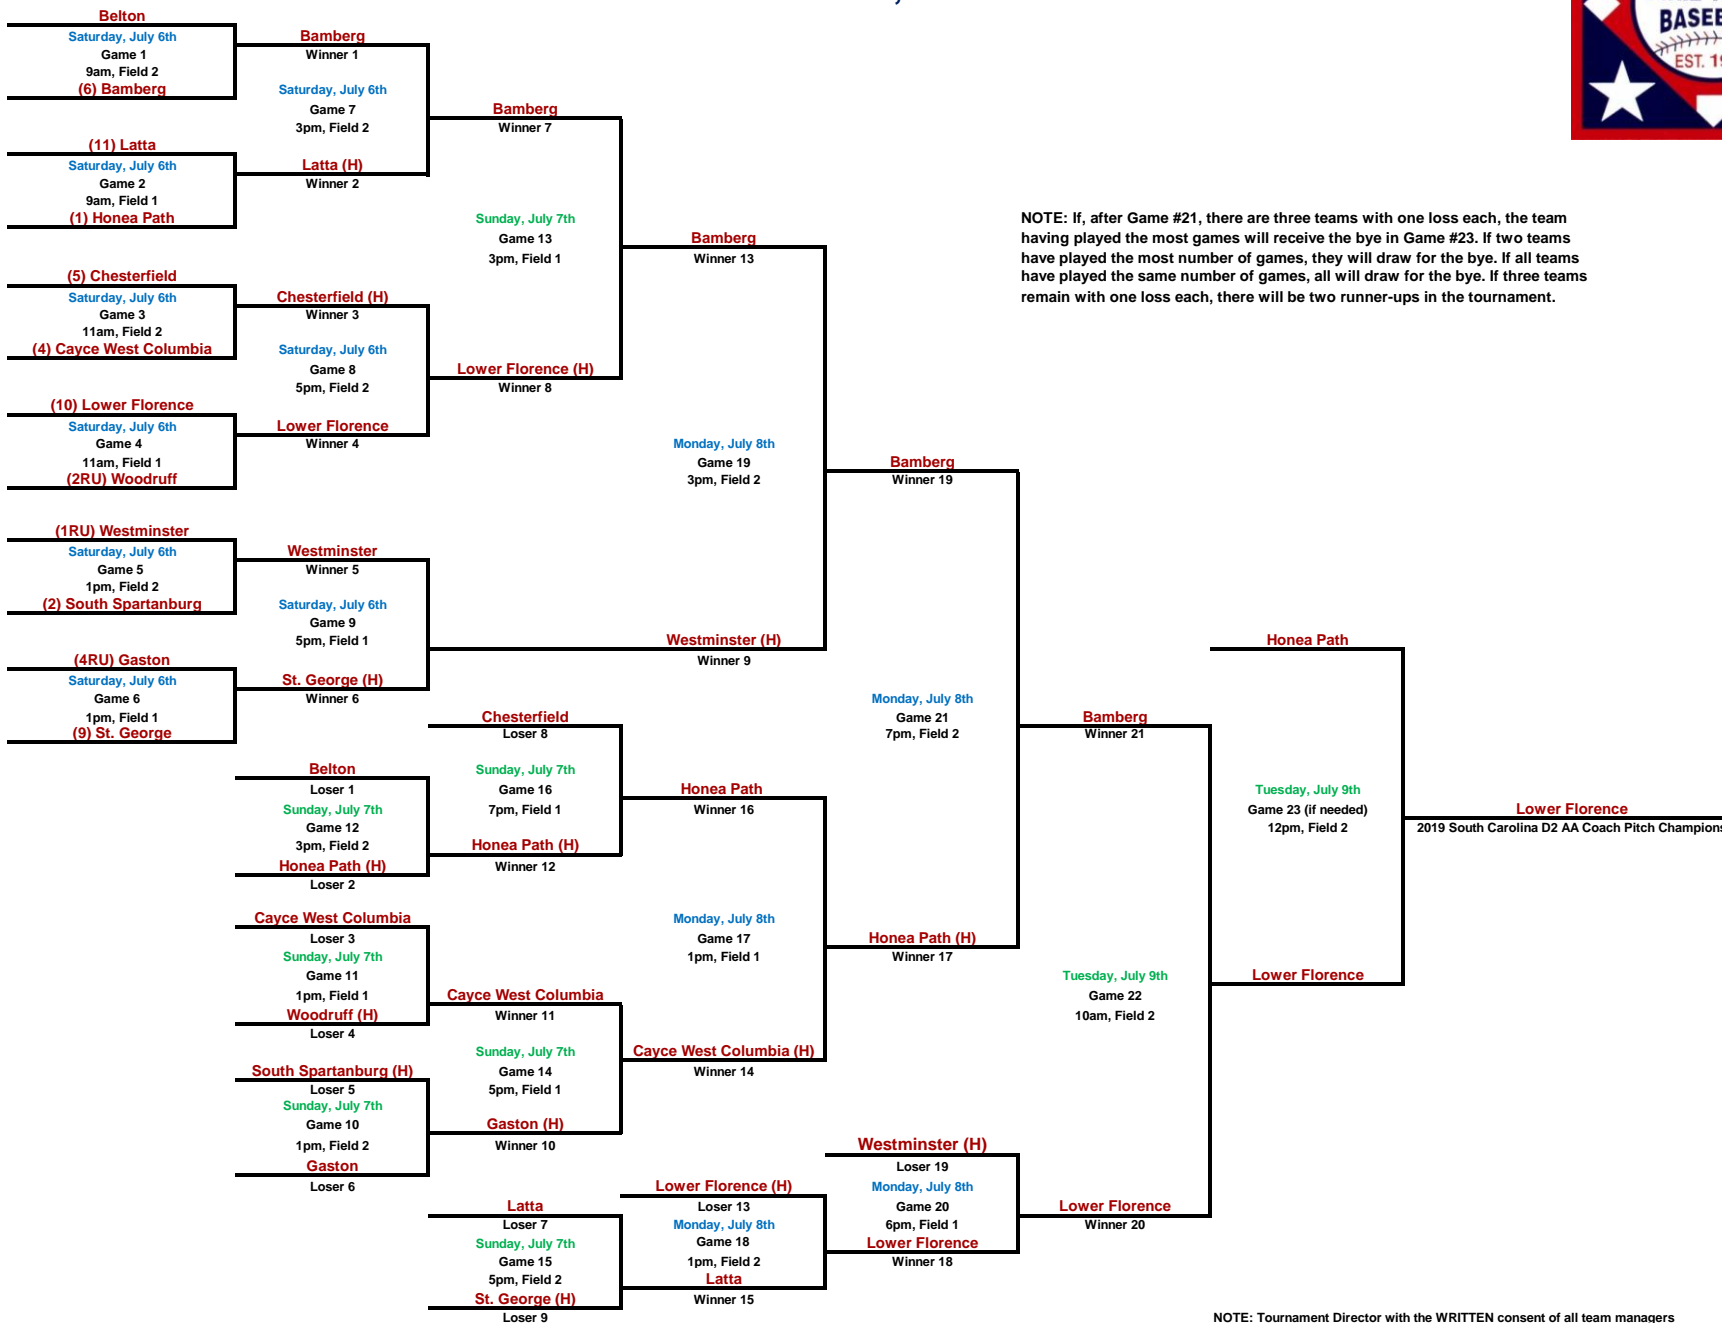 BASEB
EST. 19
Belton
Saturday, July 6th
Game 1
9am, Field 2
(6) Bamberg
Bamberg
Winner 1
Saturday, July 6th
Game 7
3pm, Field 2
(11) Latta
Saturday, July 6th
Game 2
9am, Field 1
(1) Honea Path
Latta (H)
Winner 2
Bamberg
Winner 7
Sunday, July 7th
Game 13
3pm, Field 1
(5) Chesterfield
Saturday, July 6th
Game 3
11am, Field 2
(4) Cayce West Columbia
Chesterfield (H)
Winner 3
Saturday, July 6th
Game 8
5pm, Field 2
(10) Lower Florence
Saturday, July 6th
Game 4
11am, Field 1
(2RU) Woodruff
Lower Florence
Winner 4
Lower Florence (H)
Winner 8
Bamberg
Winner 13
NOTE: If, after Game #21, there are three teams with one loss each, the team
having played the most games will receive the bye in Game #23. If two teams
have played the most number of games, they will draw for the bye. If all teams
have played the same number of games, all will draw for the bye. If three teams
remain with one loss each, there will be two runner-ups in the tournament.
Monday, July 8th
Game 19
3pm, Field 2
Bamberg
Winner 19
(1RU) Westminster
Saturday, July 6th
Game 5
1pm, Field 2
(2) South Spartanburg
Westminster
Winner 5
Saturday, July 6th
Game 9
5pm, Field 1
(4RU) Gaston
Saturday, July 6th
Game 6
1pm, Field 1
(9) St. George
St. George (H)
Winner 6
Westminster (H)
Winner 9
Monday, July 8th
Game 21
7pm, Field 2
Bamberg
Winner 21
Honea Path
Chesterfield
Loser 8
Sunday, July 7th
Game 16
7pm, Field 1
Belton
Loser 1
Sunday, July 7th
Game 12
3pm, Field 2
Honea Path (H)
Loser 2
Honea Path (H)
Winner 12
Honea Path
Winner 16
Tuesday, July 9th
Game 23 (if needed)
12pm, Field 2
Lower Florence
2019 South Carolina D2 AA Coach Pitch Champions
Cayce West Columbia
Loser 3
Sunday, July 7th
Game 11
1pm, Field 1
Woodruff (H)
Loser 4
Cayce West Columbia
Winner 11
Monday, July 8th
Game 17
1pm, Field 1
Honea Path (H)
Winner 17
Tuesday, July 9th
Game 22
10am, Field 2
Lower Florence
Sunday, July 7th
Game 14
5pm, Field 1
Cayce West Columbia (H)
Winner 14
South Spartanburg (H)
Loser 5
Sunday, July 7th
Game 10
1pm, Field 2
Gaston
Loser 6
Gaston (H)
Winner 10
Westminster (H)
Loser 19
Monday, July 8th
Game 20
6pm, Field 1
Lower Florence
Winner 18
Lower Florence
Winner 20
Lower Florence (H)
Loser 13
Monday, July 8th
Game 18
1pm, Field 2
Latta
Winner 15
Latta
Loser 7
Sunday, July 7th
Game 15
5pm, Field 2
St. George (H)
Loser 9
NOTE: Tournament Director with the WRITTEN consent of all team managers